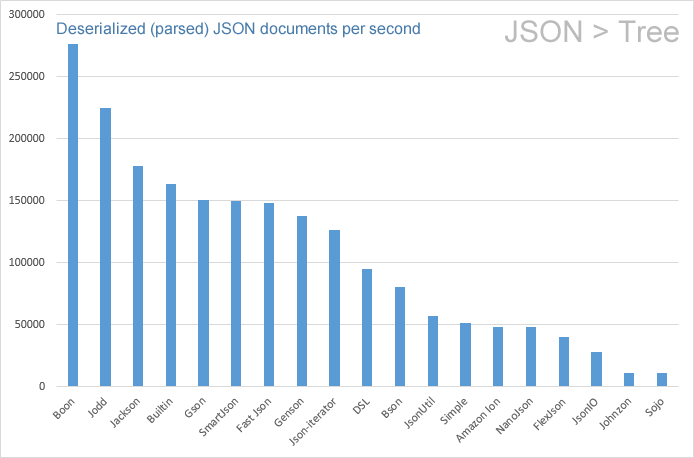 Deserialized (parsed) JSON documents per second
JSON > Tree
300000
250000
200000
150000
100000
50000
0
Boon
Jodd
Jackson
Builtin
Gson
SmartJson
Fast Json
Genson
Json-iterator
DSL
Bson
JsonUtil
Simple
Amazon Ion
NanoJson
FlexJson
JsonIO
Johnzon
Sojo